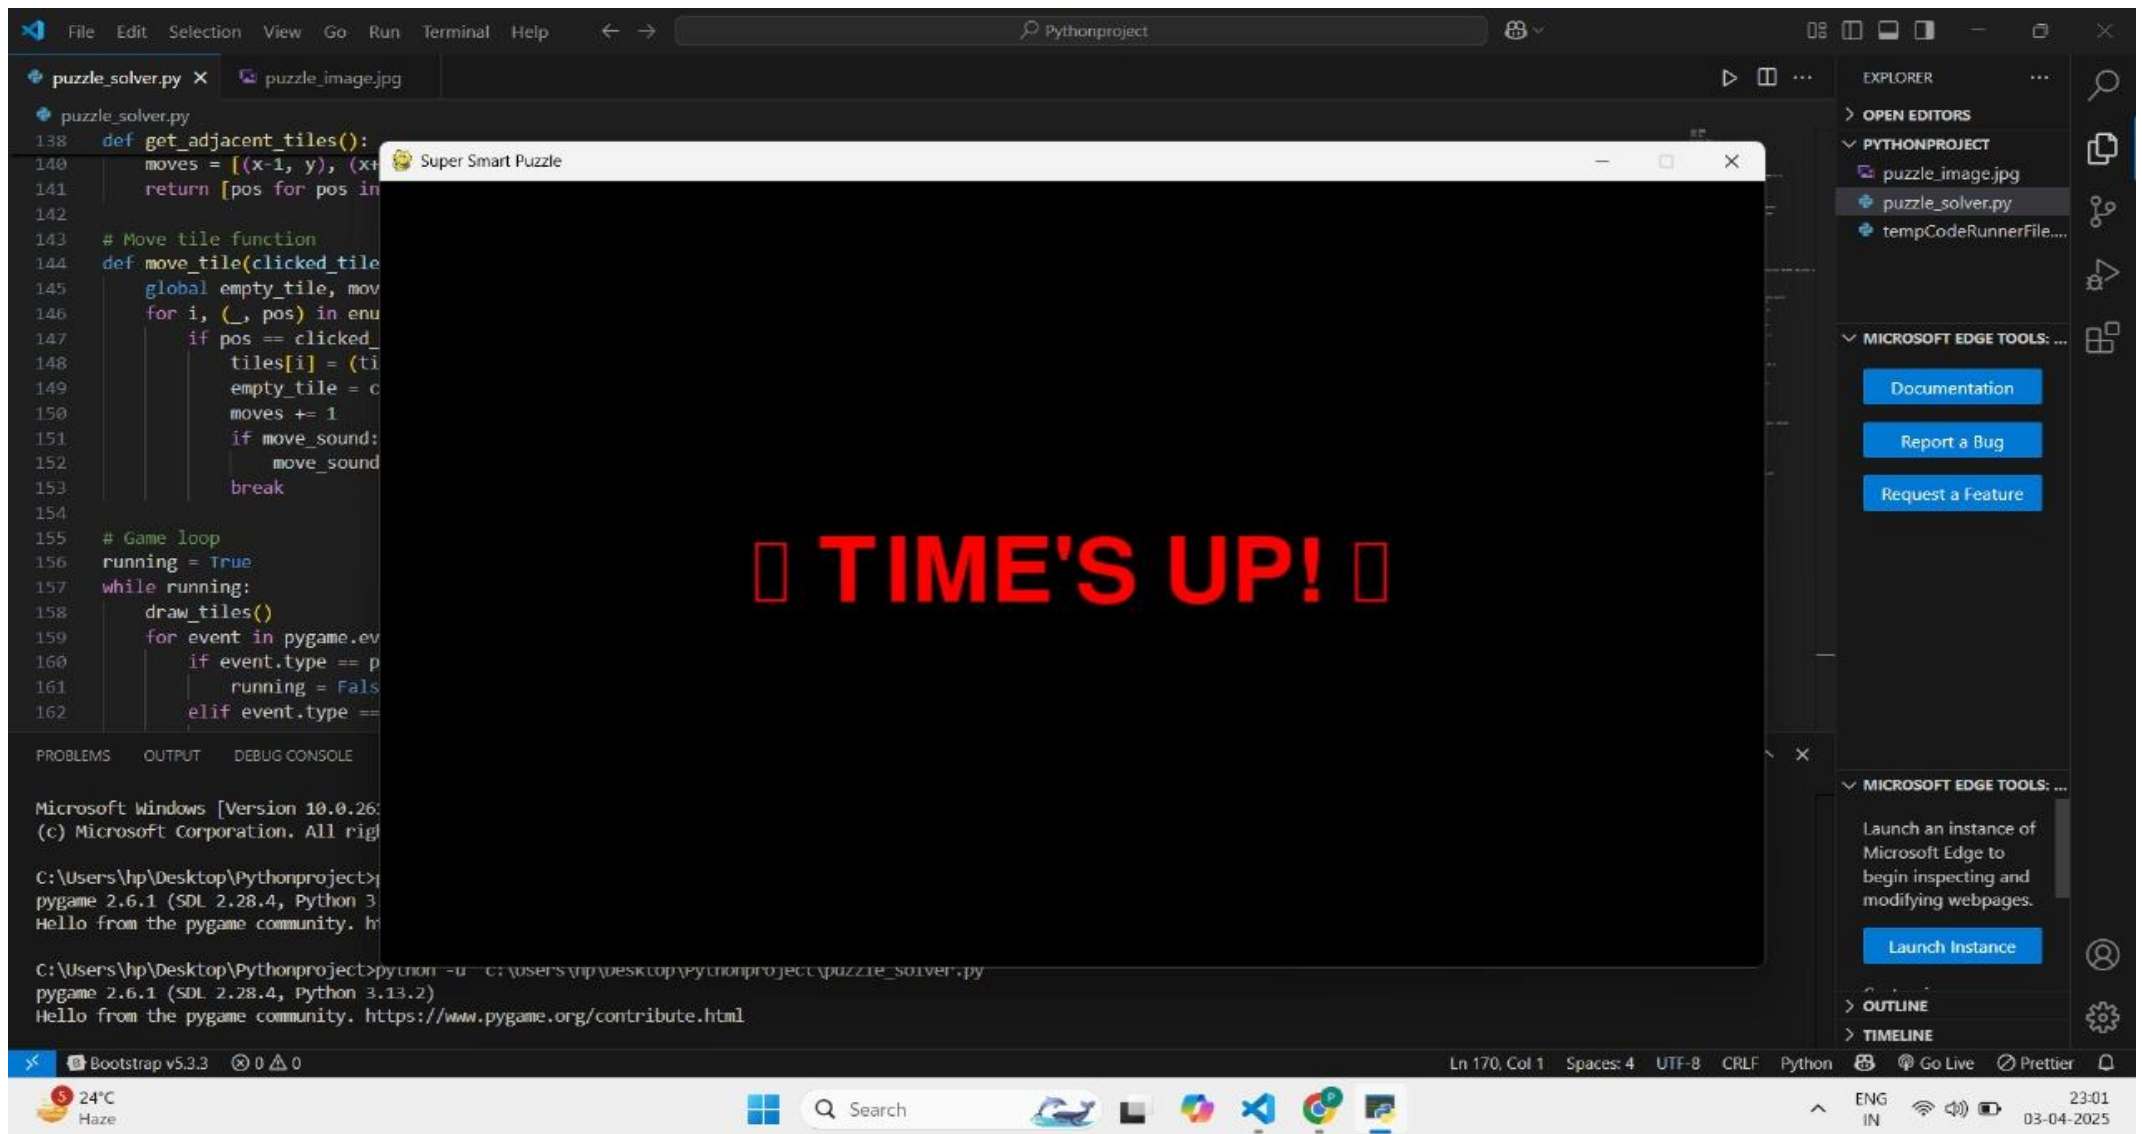 File Edit Selection View Go Run Terminal Help
Pythonproject
puzzle_solver.py
puzzle_image.jpg
puzzle_solver.py
138 def get_adjacent_tiles():
140 moves = [(x-1, y), (x+
141 return [pos for pos in
142
143 # Move tile function
144 def move_tile(clicked_tile
145 global empty_tile, mov
146 for i, (_, pos) in enu
147 if pos == clicked_
148 tiles[i] = (ti
149 empty_tile = c
150 moves += 1
151 if move_sound:
152 move_sound
153 break
154
155 # Game loop
156 running = True
157 while running:
158 draw_tiles()
159 for event in pygame.ev
160 if event.type == p
161 running = Fals
162 elif event.type ==
Super Smart Puzzle
TIME'S UP!
PROBLEMS OUTPUT DEBUG CONSOLE
Microsoft Windows [Version 10.0.26
(c) Microsoft Corporation. All rig
C:\Users\hp\Desktop\Pythonproject>
pygame 2.6.1 (SDL 2.28.4, Python 3
Hello from the pygame community. h
C:\Users\hp\Desktop\Pythonproject>python -u "c:\Users\hp\Desktop\Pythonproject\puzzle_solver.py
pygame 2.6.1 (SDL 2.28.4, Python 3.13.2)
Hello from the pygame community. https://www.pygame.org/contribute.html
EXPLORER
OPEN EDITORS
PYTHONPROJECT
puzzle_image.jpg
puzzle_solver.py
tempCodeRunnerFile....
MICROSOFT EDGE TOOLS: ...
Documentation
Report a Bug
Request a Feature
MICROSOFT EDGE TOOLS: ...
Launch an instance of
Microsoft Edge to
begin inspecting and
modifying webpages.
Launch Instance
OUTLINE
TIMELINE
Bootstrap v5.3.3 0 0
Ln 170, Col 1 Spaces: 4 UTF-8 CRLF Python Go Live Prettier
5
24°C
Haze
Search
ENG
IN
23:01
03-04-2025